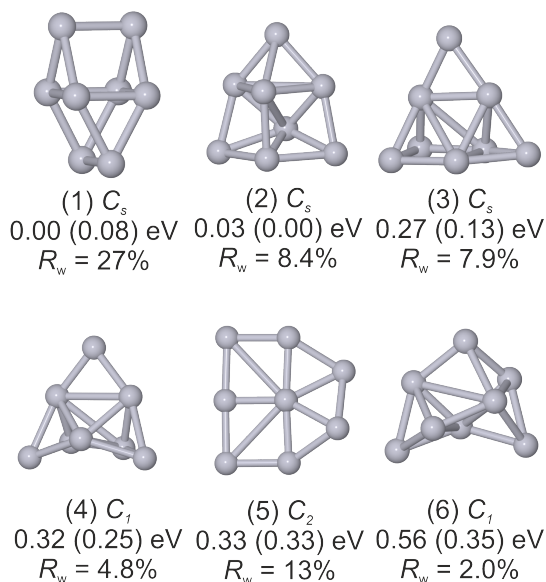 (1) Cs
0.00 (0.08) eV
Rw = 27%
(2) Cs
0.03 (0.00) eV
Rw = 8.4%
(3) Cs
0.27 (0.13) eV
Rw = 7.9%
(4) C1
0.32 (0.25) eV
Rw = 4.8%
(5) C2
0.33 (0.33) eV
Rw = 13%
(6) C1
0.56 (0.35) eV
Rw = 2.0%